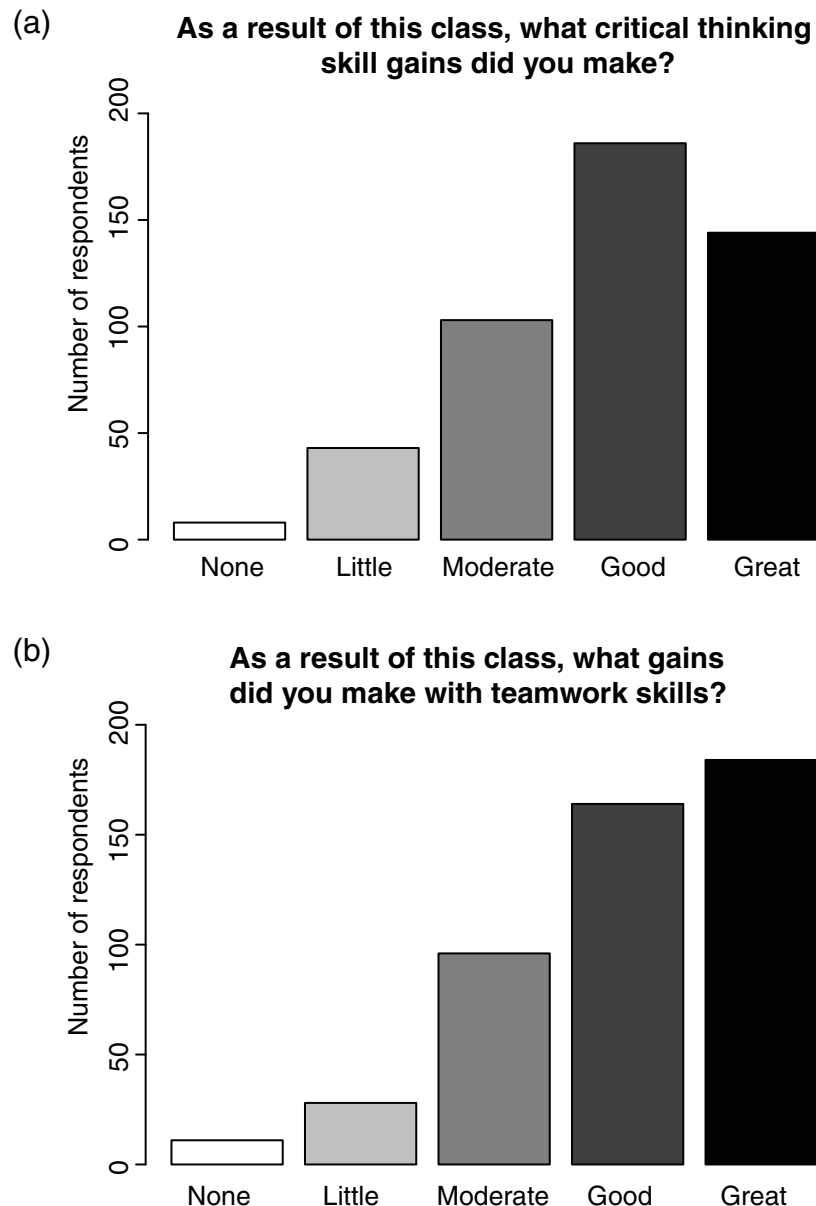 (a)
As a result of this class, what critical thinking
skill gains did you make?
Number of respondents
200
150
100
50
0
None Little Moderate Good Great
(b)
As a result of this class, what gains
did you make with teamwork skills?
Number of respondents
200
150
100
50
0
None Little Moderate Good Great